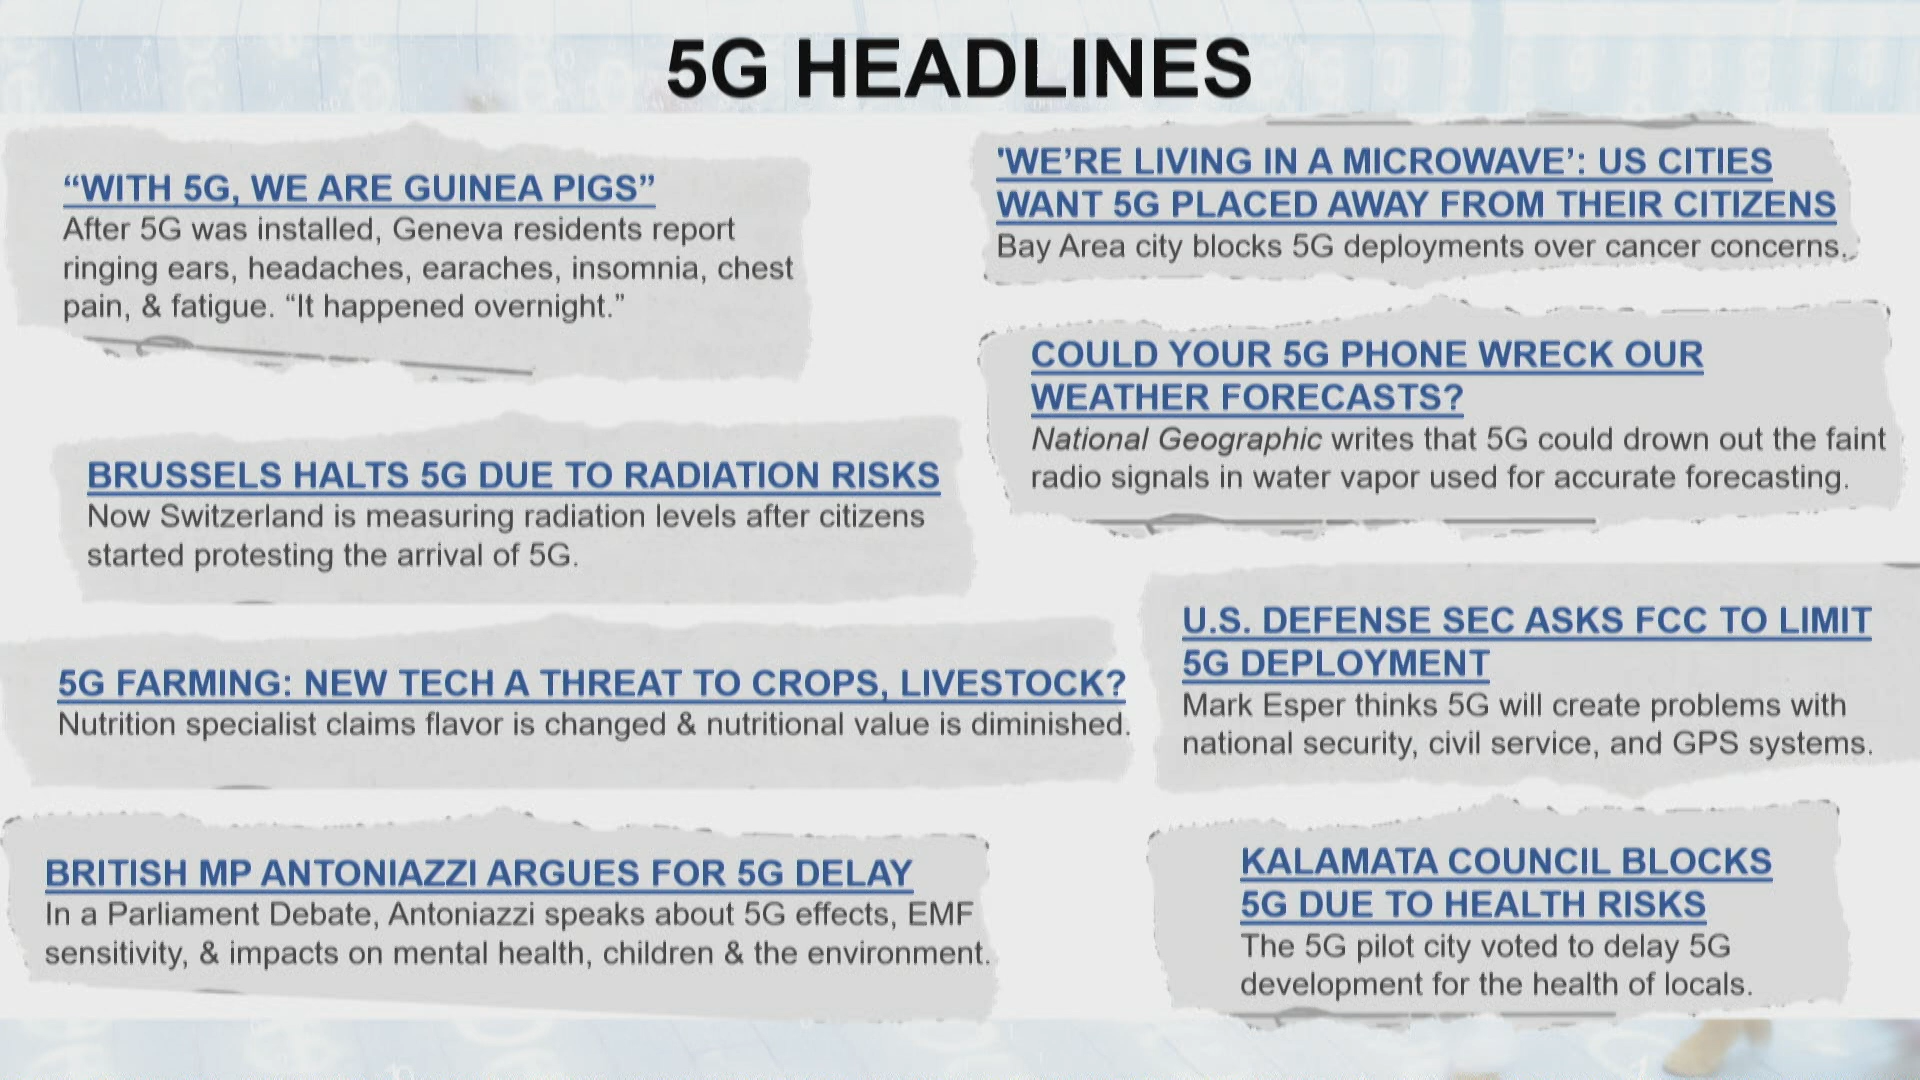 5G HEADLINES
“WITH 5G, WE ARE GUINEA PIGS”
After 5G was installed, Geneva residents report
ringing ears, headaches, earaches, insomnia, chest
pain, & fatigue. “It happened overnight.”
BRUSSELS HALTS 5G DUE TO RADIATION RISKS
Now Switzerland is measuring radiation levels after citizens
started protesting the arrival of 5G.
5G FARMING: NEW TECH A THREAT TO CROPS, LIVESTOCK?
Nutrition specialist claims flavor is changed & nutritional value is diminished.
BRITISH MP ANTONIAZZI ARGUES FOR 5G DELAY
In a Parliament Debate, Antoniazzi speaks about 5G effects, EMF
sensitivity, & impacts on mental health, children & the environment.
'WE’RE LIVING IN A MICROWAVE’: US CITIES
WANT 5G PLACED AWAY FROM THEIR CITIZENS
Bay Area city blocks 5G deployments over cancer concerns.
COULD YOUR 5G PHONE WRECK OUR
WEATHER FORECASTS?
National Geographic writes that 5G could drown out the faint
radio signals in water vapor used for accurate forecasting.
U.S. DEFENSE SEC ASKS FCC TO LIMIT
5G DEPLOYMENT
Mark Esper thinks 5G will create problems with
national security, civil service, and GPS systems.
KALAMATA COUNCIL BLOCKS
5G DUE TO HEALTH RISKS
The 5G pilot city voted to delay 5G
development for the health of locals.